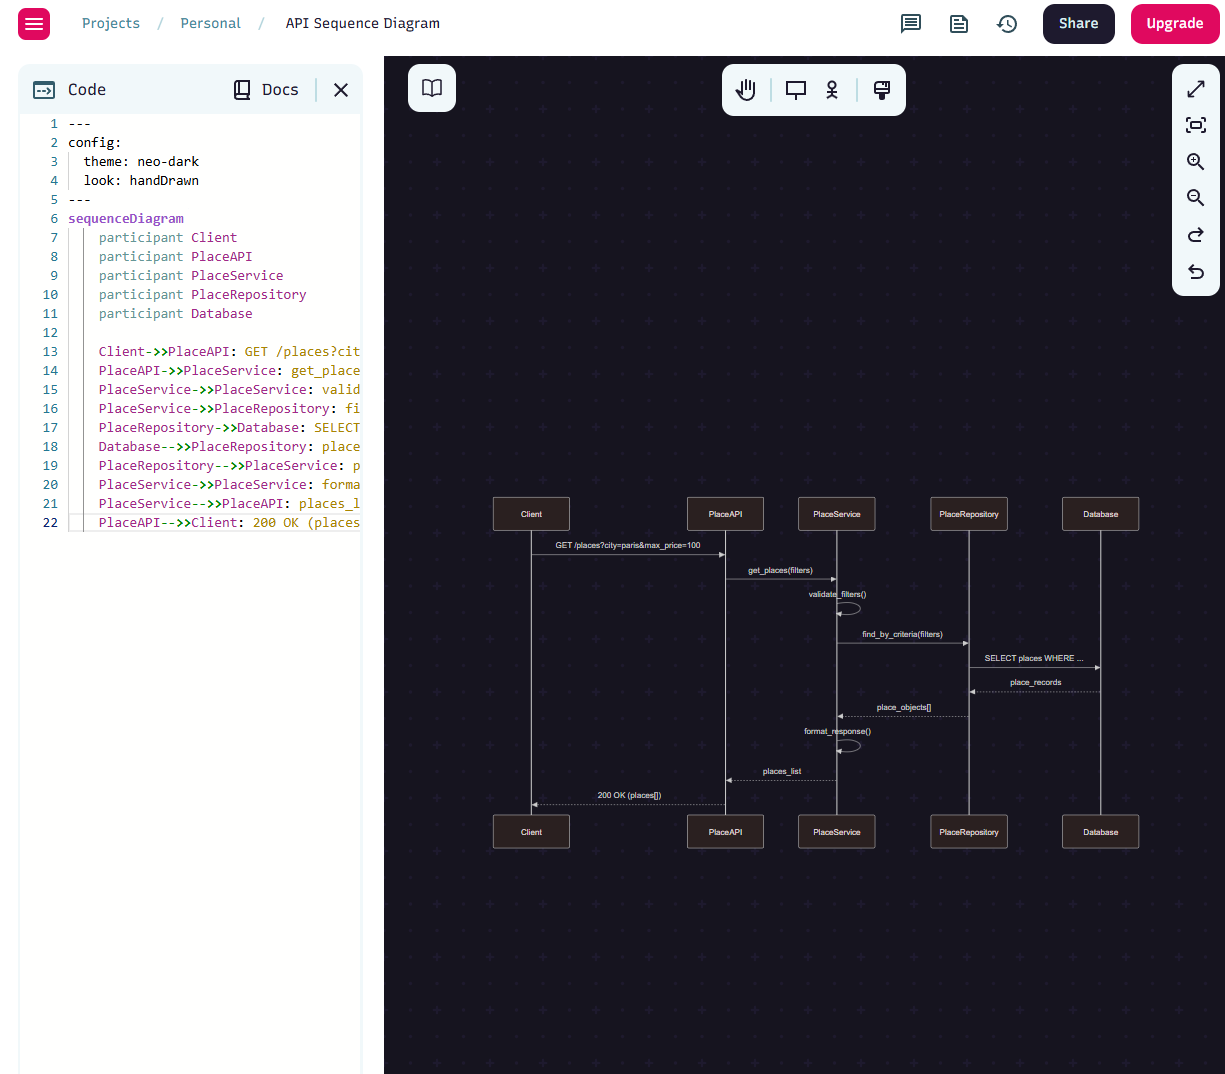 Projects / Personal / API Sequence Diagram
Share
Upgrade
Code
Docs
1 ---
2 config:
3 theme: neo-dark
4 look: handDrawn
5 ---
6 sequenceDiagram
7 participant Client
8 participant PlaceAPI
9 participant PlaceService
10 participant PlaceRepository
11 participant Database
12
13 Client->>PlaceAPI: GET /places?cit
14 PlaceAPI->>PlaceService: get_place
15 PlaceService->>PlaceService: valid
16 PlaceService->>PlaceRepository: fi
17 PlaceRepository->>Database: SELECT
18 Database-->>PlaceRepository: place
19 PlaceRepository-->>PlaceService: p
20 PlaceService->>PlaceService: forma
21 PlaceService-->>PlaceAPI: places_l
22 PlaceAPI-->>Client: 200 OK (places
Client PlaceAPI PlaceService PlaceRepository Database
GET /places?city=paris&max_price=100
get_places(filters)
validate_filters()
find_by_criteria(filters)
SELECT places WHERE ...
place_records
place_objects[]
format_response()
places_list
200 OK (places[])
Client PlaceAPI PlaceService PlaceRepository Database